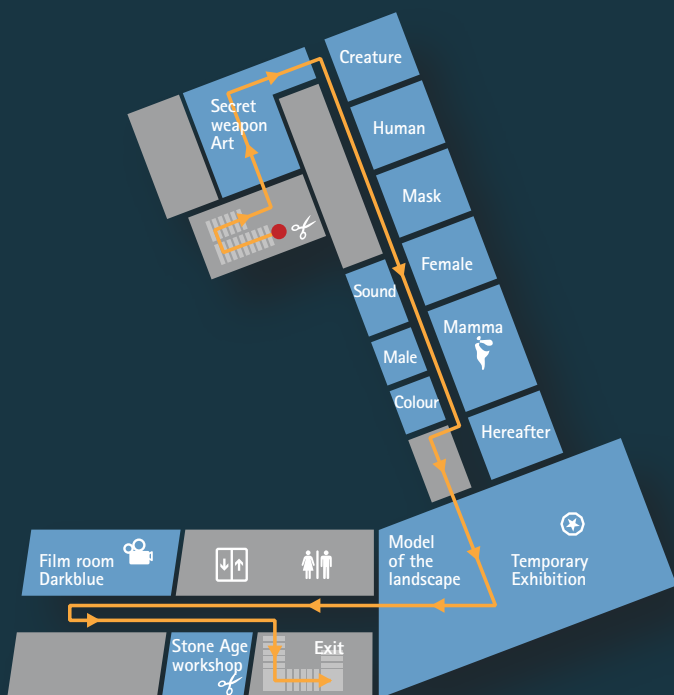 Creature
Secret
weapon
Art
Human
Mask
Female
Sound
Mamma
Male
Colour
Hereafter
Film room
Darkblue
Model
of the
landscape
Temporary
Exhibition
Stone Age
workshop
Exit